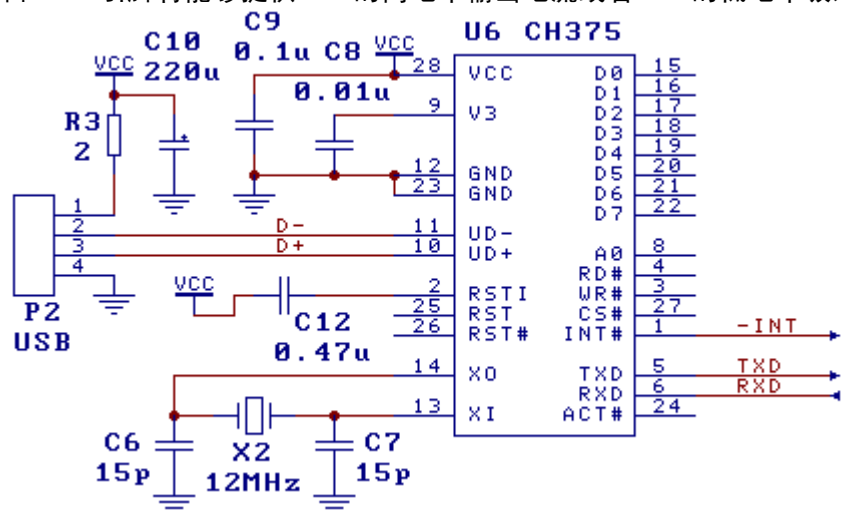 C9
0.1u
C8
VCC
U6 CH375
C10
220u
VCC
0.01u
R3
2
28 VCC
9 V3
12 GND
23 GND
11 UD-
10 UD+
2 RSTI
25 RST
26 RST#
14 XO
13 XI
D0 15
D1 16
D2 17
D3 18
D4 19
D5 20
D6 21
D7 22
A0 8
RD# 4
WR# 3
CS# 27
INT# 1 -INT
TXD 5 TXD
RXD 6 RXD
ACT# 24
1
2 D-
3 D+
4
P2
USB
VCC
C12
0.47u
C6
15p
X2
12MHz
C7
15p